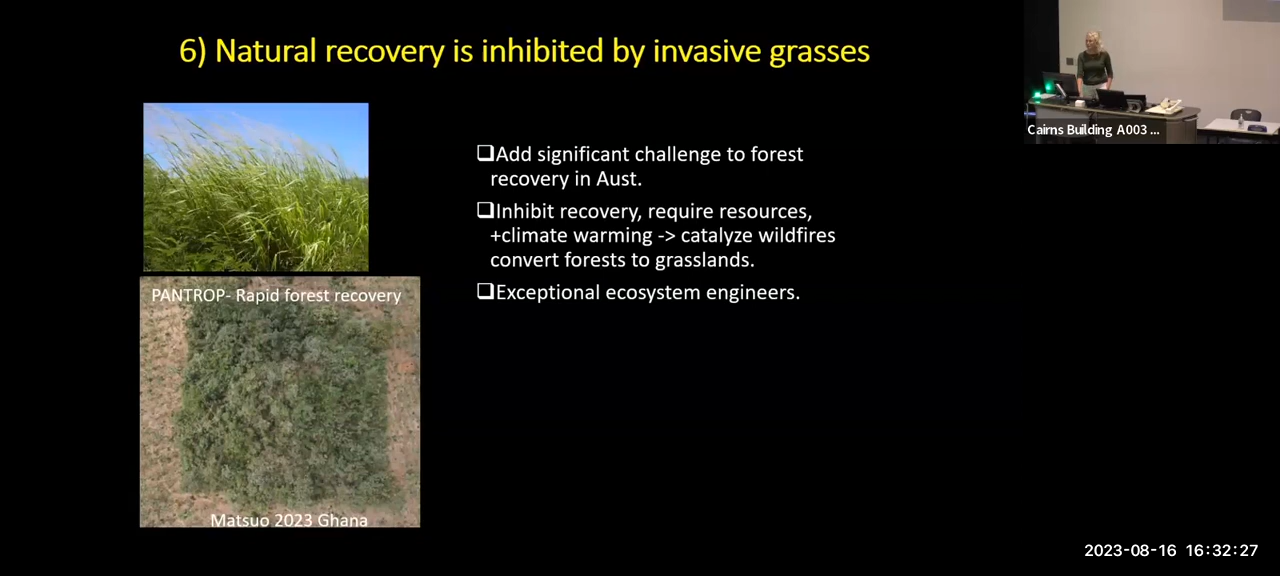 6) Natural recovery is inhibited by invasive grasses
Cairns Building A003 ...
❑Add significant challenge to forest
recovery in Aust.
❑Inhibit recovery, require resources,
+climate warming -> catalyze wildfires
convert forests to grasslands.
❑Exceptional ecosystem engineers.
PANTROP- Rapid forest recovery
Matsuo 2023 Ghana
2023-08-16 16:32:27